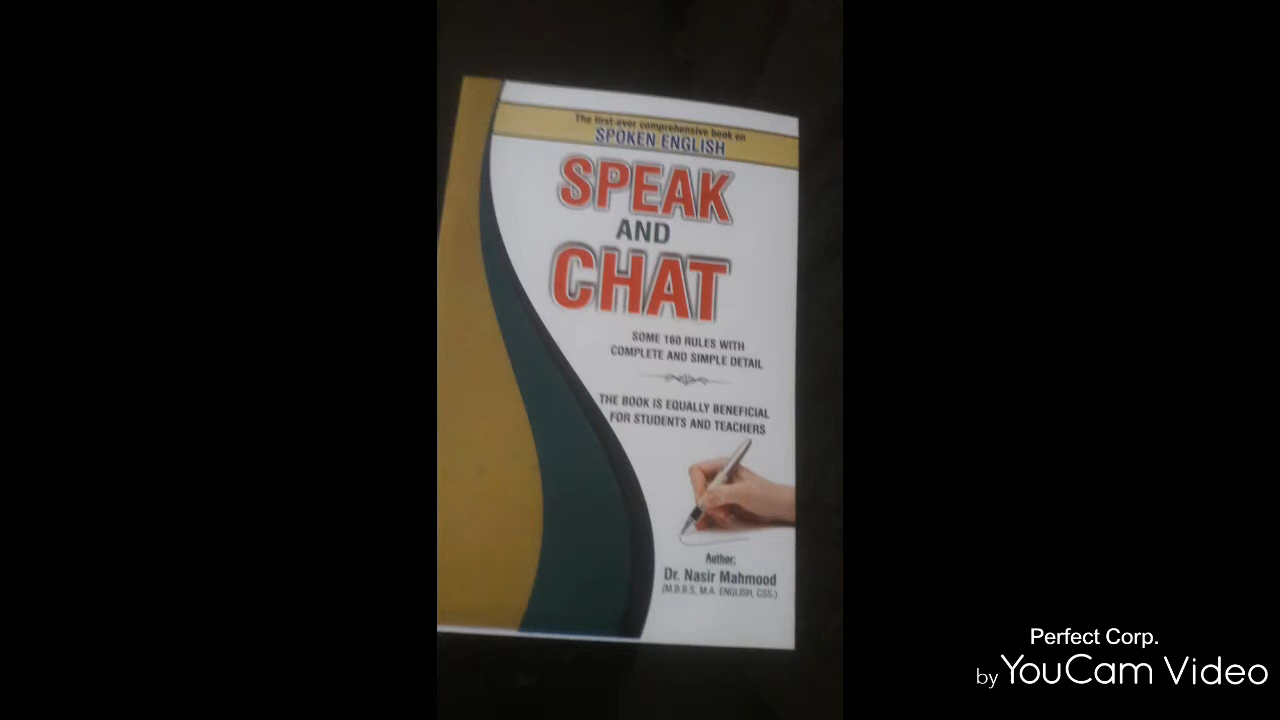 The first-ever comprehensive book on
SPOKEN ENGLISH
SPEAK
AND
CHAT
SOME 160 RULES WITH
COMPLETE AND SIMPLE DETAIL
THE BOOK IS EQUALLY BENEFICIAL
FOR STUDENTS AND TEACHERS
Author:
Dr. Nasir Mahmood
(M.B.B.S, M.A. ENGLISH, CSS.)
Perfect Corp.
by YouCam Video